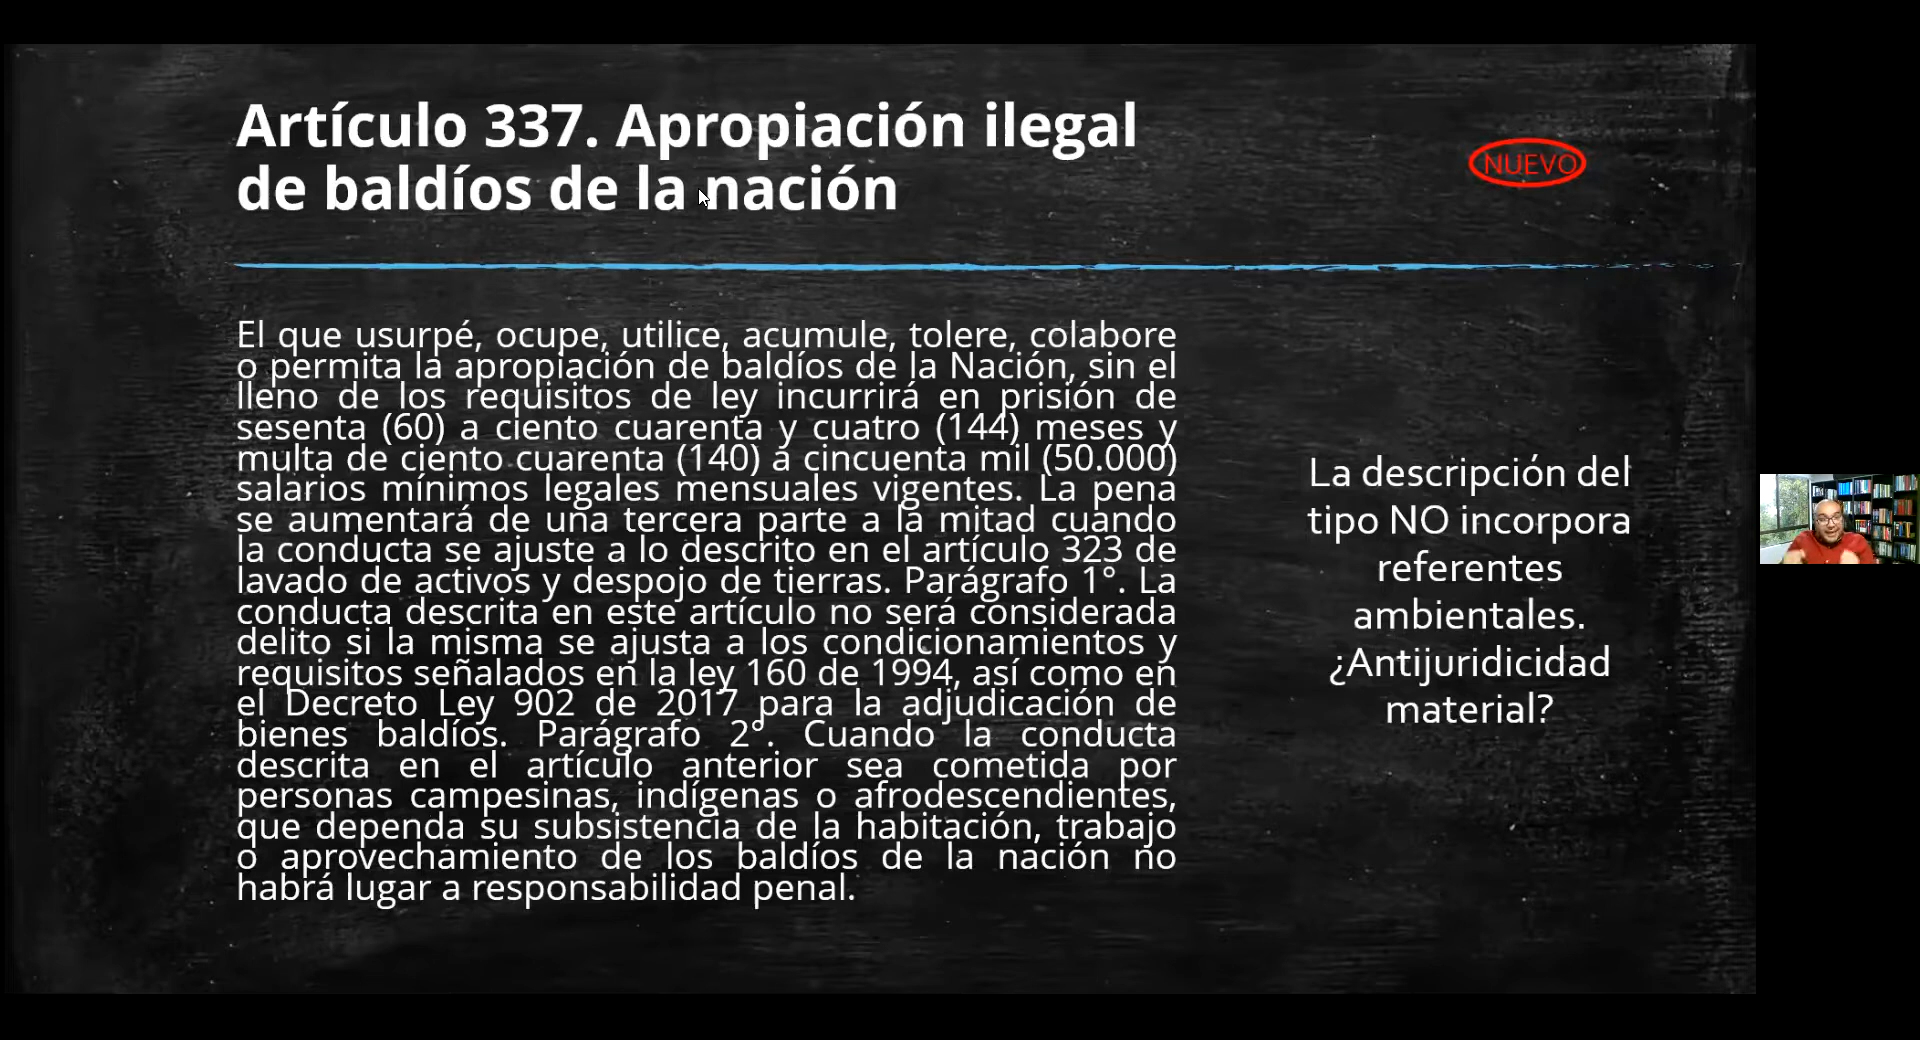 Artículo 337. Apropiación ilegal
de baldíos de la nación
NUEVO
El que usurpé, ocupe, utilice, acumule, tolere, colabore
o permita la apropiación de baldíos de la Nación, sin el
lleno de los requisitos de ley incurrirá en prisión de
sesenta (60) a ciento cuarenta y cuatro (144) meses y
multa de ciento cuarenta (140) a cincuenta mil (50.000)
salarios mínimos legales mensuales vigentes. La pena
se aumentará de una tercera parte a la mitad cuando
la conducta se ajuste a lo descrito en el artículo 323 de
lavado de activos y despojo de tierras. Parágrafo 1°. La
conducta descrita en este artículo no será considerada
delito si la misma se ajusta a los condicionamientos y
requisitos señalados en la ley 160 de 1994, así como en
el Decreto Ley 902 de 2017 para la adjudicación de
bienes baldíos. Parágrafo 2°. Cuando la conducta
descrita en el artículo anterior sea cometida por
personas campesinas, indígenas o afrodescendientes,
que dependa su subsistencia de la habitación, trabajo
o aprovechamiento de los baldíos de la nación no
habrá lugar a responsabilidad penal.
La descripción del
tipo NO incorpora
referentes
ambientales.
¿Antijuridicidad
material?